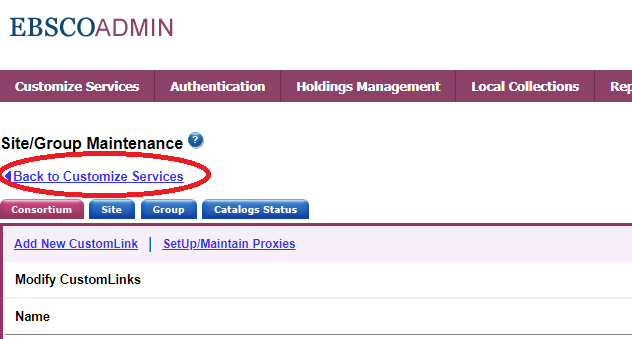 EBSCOADMIN
Customize Services Authentication Holdings Management Local Collections Rep
Site/Group Maintenance ?
Back to Customize Services
Consortium Site Group Catalogs Status
Add New CustomLink | SetUp/Maintain Proxies
Modify CustomLinks
Name